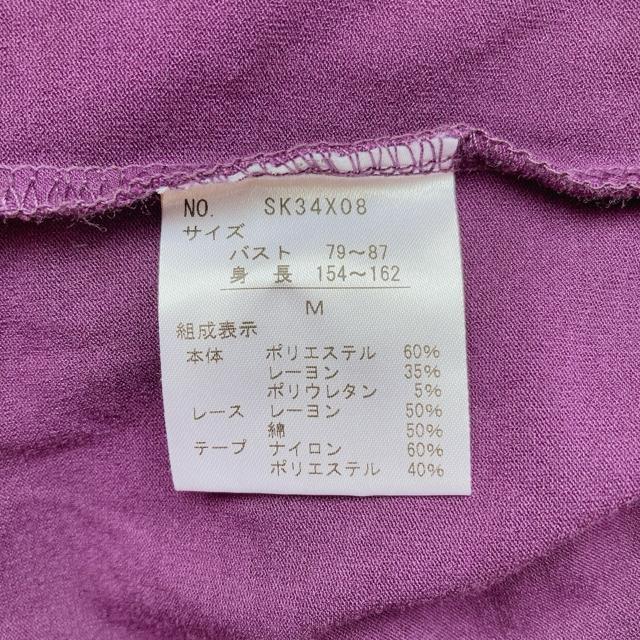 NO. SK34X08
サイズ
バスト 79～87
身 長 154～162
M
組成表示
本体 ポリエステル 60%
レーヨン 35%
ポリウレタン 5%
レース レーヨン 50%
綿 50%
テープ ナイロン 60%
ポリエステル 40%